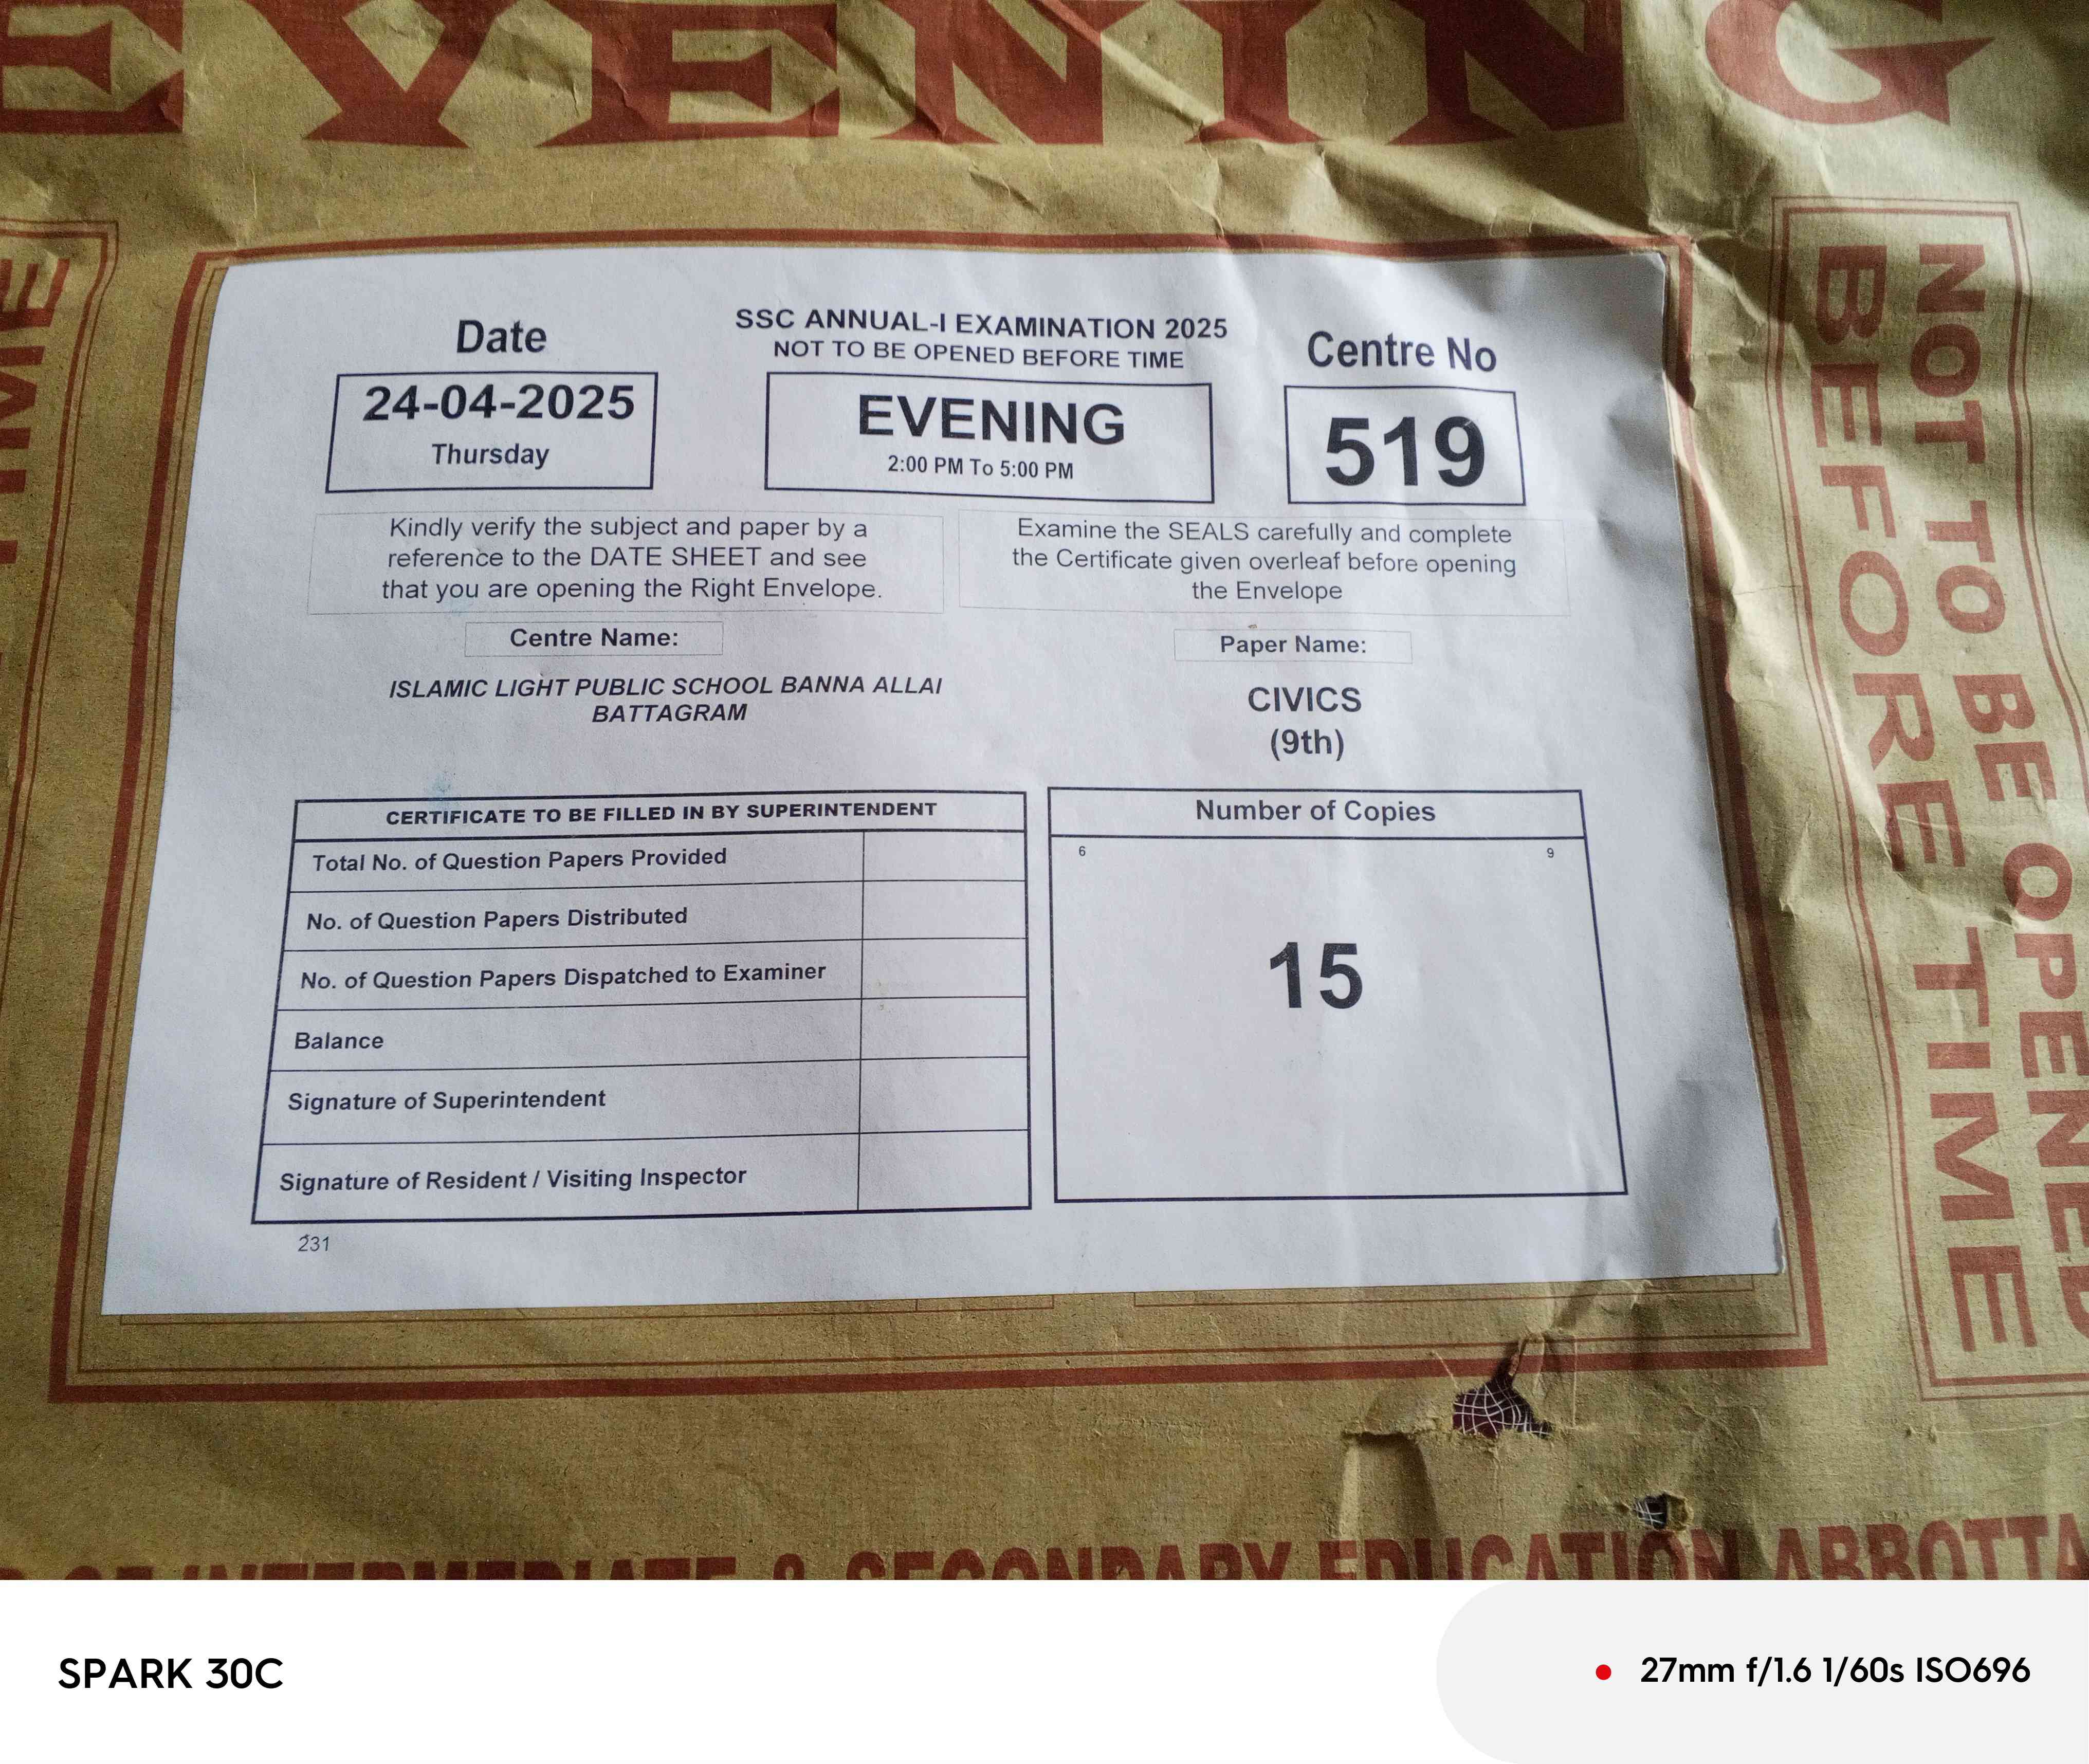 EVENING
SSC ANNUAL-I EXAMINATION 2025
NOT TO BE OPENED BEFORE TIME
Date
24-04-2025
Thursday
EVENING
2:00 PM To 5:00 PM
Centre No
519
Kindly verify the subject and paper by a
reference to the DATE SHEET and see
that you are opening the Right Envelope.
Examine the SEALS carefully and complete
the Certificate given overleaf before opening
the Envelope
Centre Name:
ISLAMIC LIGHT PUBLIC SCHOOL BANNA ALLAI
BATTAGRAM
Paper Name:
CIVICS
(9th)
CERTIFICATE TO BE FILLED IN BY SUPERINTENDENT
Total No. of Question Papers Provided
No. of Question Papers Distributed
No. of Question Papers Dispatched to Examiner
Balance
Signature of Superintendent
Signature of Resident / Visiting Inspector
231
Number of Copies
6 9
15
NOT TO BE OPENED
BEFORE TIME
TIME
INTERMEDIATE & SECONDARY EDUCATION ABBOTTA
SPARK 30C
27mm f/1.6 1/60s ISO696